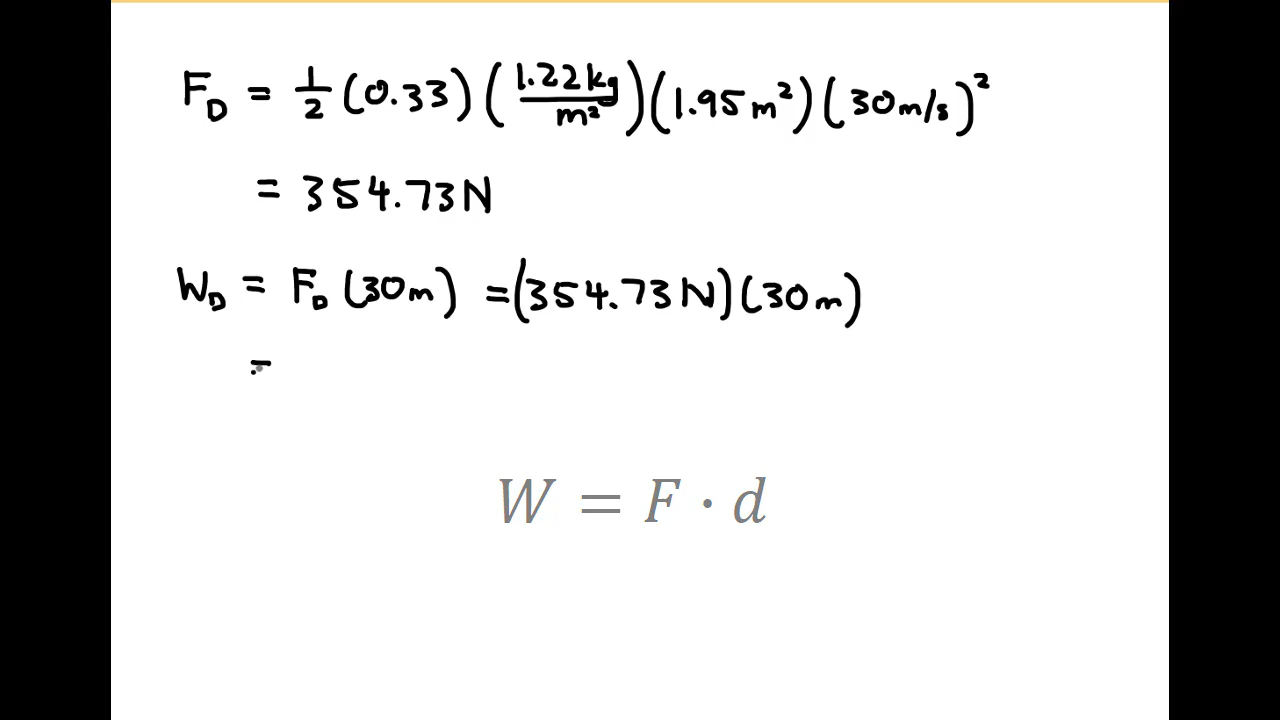 F_D = 1/2 (0.33) (1.22kg/m²) (1.95m²) (30m/s)²
= 354.73N
W_D = F_D (30m) = (354.73N)(30m)
=
W = F · d